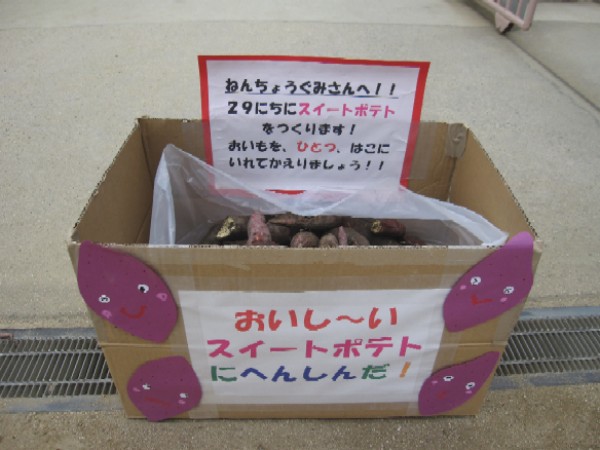 ねんちょうぐみさんへ!!
29にちにスイートポテト
をつくります!
おいもを、ひとつ、はこに
いれてかえりましょう!!
おいし～い
スイートポテト
にへんしんだ!